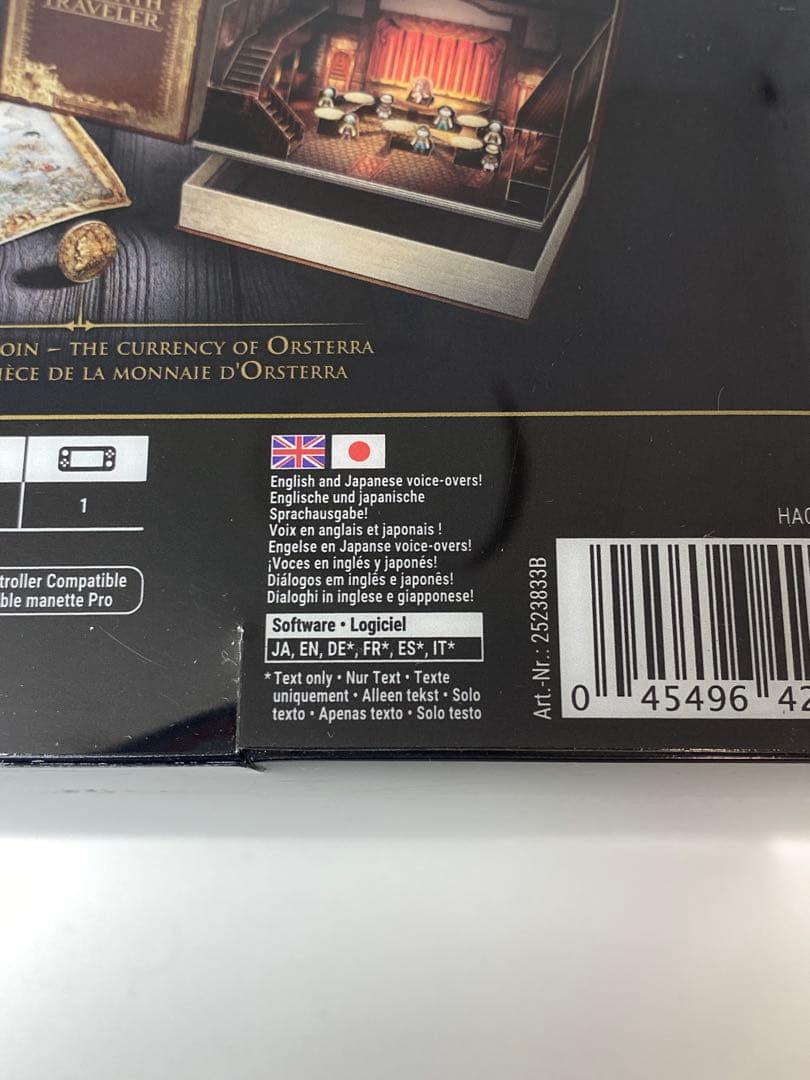 TRAVELER
OIN – THE CURRENCY OF ORSTERRA
IÈCE DE LA MONNAIE D'ORSTERRA
1
English and Japanese voice-overs!
Englische und japanische
Sprachausgabe!
Voix en anglais et japonais !
Engelse en Japanse voice-overs!
¡Voces en inglés y japonés!
Diálogos em inglês e japonês!
Dialoghi in inglese e giapponese!
troller Compatible
ble manette Pro
Software • Logiciel
JA, EN, DE*, FR*, ES*, IT*
* Text only • Nur Text • Texte
uniquement • Alleen tekst • Solo
texto • Apenas texto • Solo testo
HAC
Art.-Nr.: 2523833B
0 45496 42